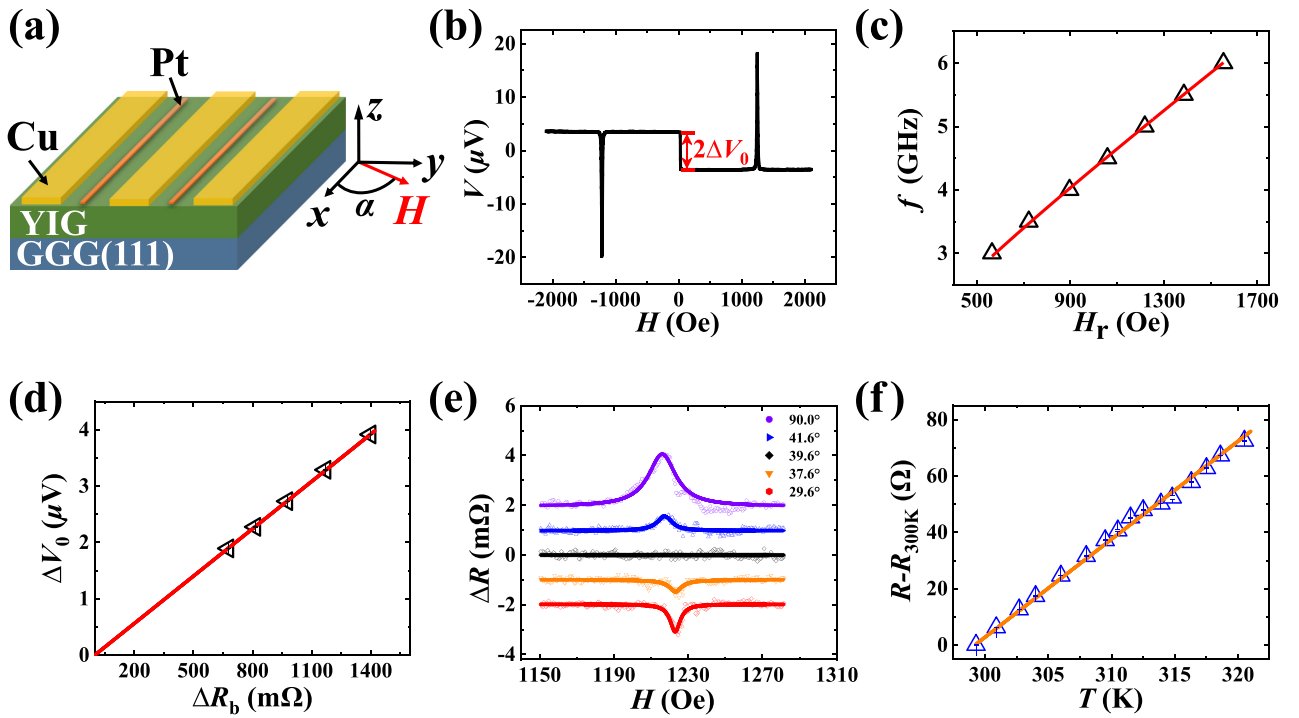 (a)
Pt
Cu
YIG
GGG(111)
z
y
x
α
H
(b)
V (μV)
20
10
0
-10
-20
2ΔV₀
-2000 -1000 0 1000 2000
H (Oe)
(c)
f (GHz)
6
5
4
3
500 900 1300 1700
Hᵣ (Oe)
(d)
ΔV₀ (μV)
4
3
2
1
0
200 500 800 1100 1400
ΔR_b (mΩ)
(e)
ΔR (mΩ)
6
4
2
0
-2
-4
90.0°
41.6°
39.6°
37.6°
29.6°
1150 1190 1230 1270 1310
H (Oe)
(f)
R-R₃₀₀K (Ω)
80
60
40
20
0
300 305 310 315 320
T (K)